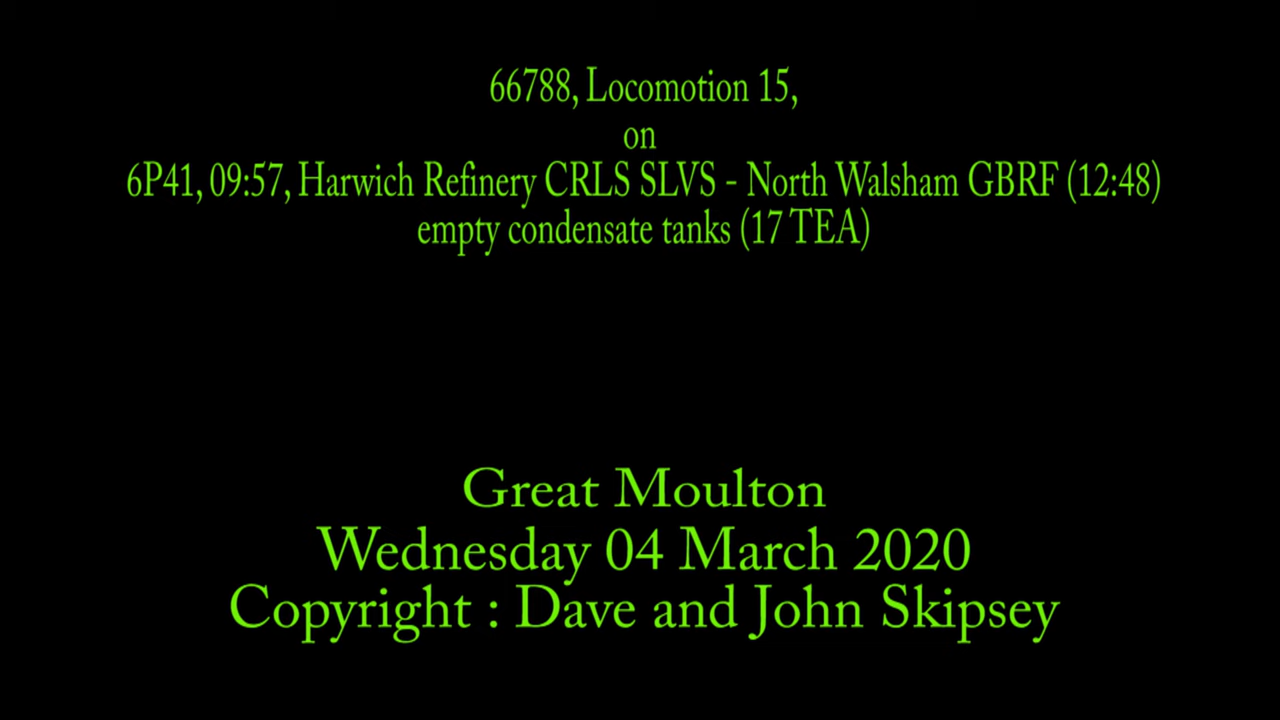 66788, Locomotion 15,
on
6P41, 09:57, Harwich Refinery CRLS SLVS - North Walsham GBRF (12:48)
empty condensate tanks (17 TEA)
Great Moulton
Wednesday 04 March 2020
Copyright : Dave and John Skipsey